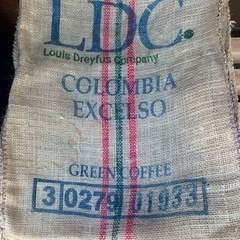 LDC.
Louis Dreyfus Company
COLOMBIA
EXCELSO
GREEN COFFEE
3 0279 01933